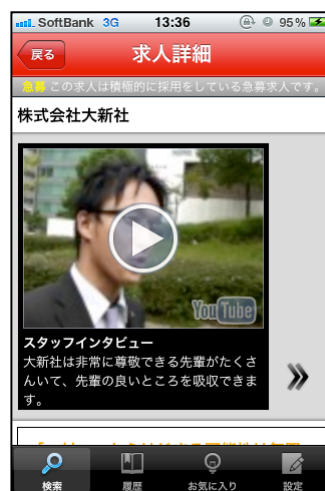 SoftBank 3G 13:36 95%
戻る 求人詳細
急募 この求人は積極的に採用をしている急募求人です。
株式会社大新社
YouTube
スタッフインタビュー
大新社は非常に尊敬できる先輩がたくさ
んいて、先輩の良いところを吸収できま
す。
検索 履歴 お気に入り 設定